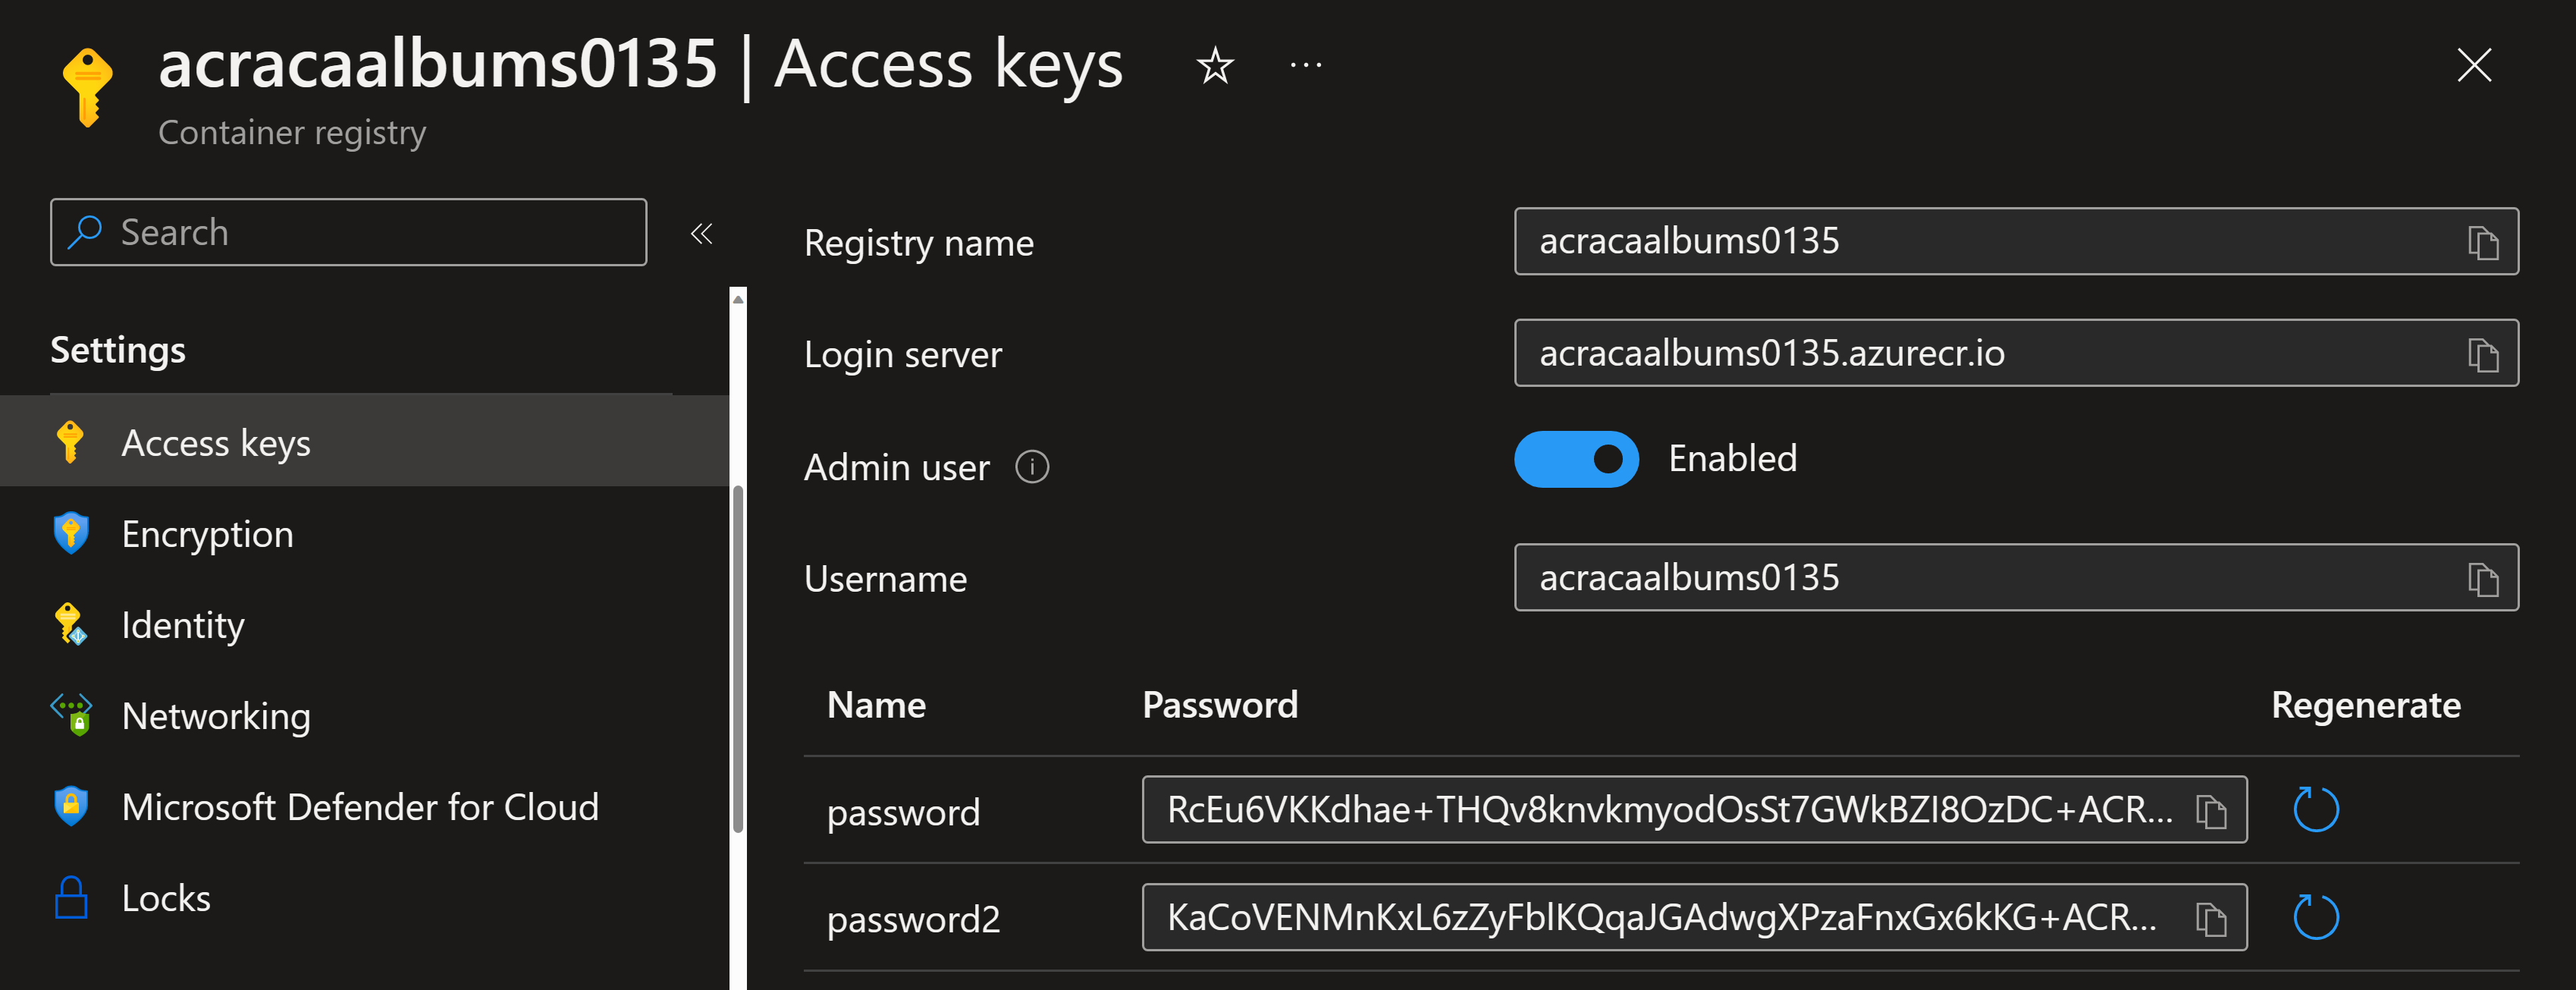 acracaalbums0135 | Access keys
Container registry
Search
Settings
Access keys
Encryption
Identity
Networking
Microsoft Defender for Cloud
Locks
Registry name
acracaalbums0135
Login server
acracaalbums0135.azurecr.io
Admin user
Enabled
Username
acracaalbums0135
Name Password Regenerate
password RcEu6VKKdhae+THQv8knvkmyodOsSt7GWkBZI8OzDC+ACR...
password2 KaCoVENMnKxL6zZyFblKQqaJGAdwgXPzaFnxGx6kKG+ACR...